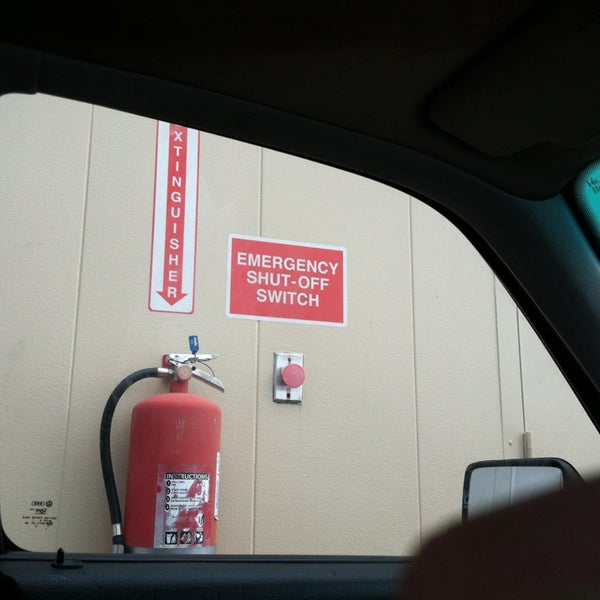 XTINGUISHER
EMERGENCY
SHUT-OFF
SWITCH
INSTRUCTIONS